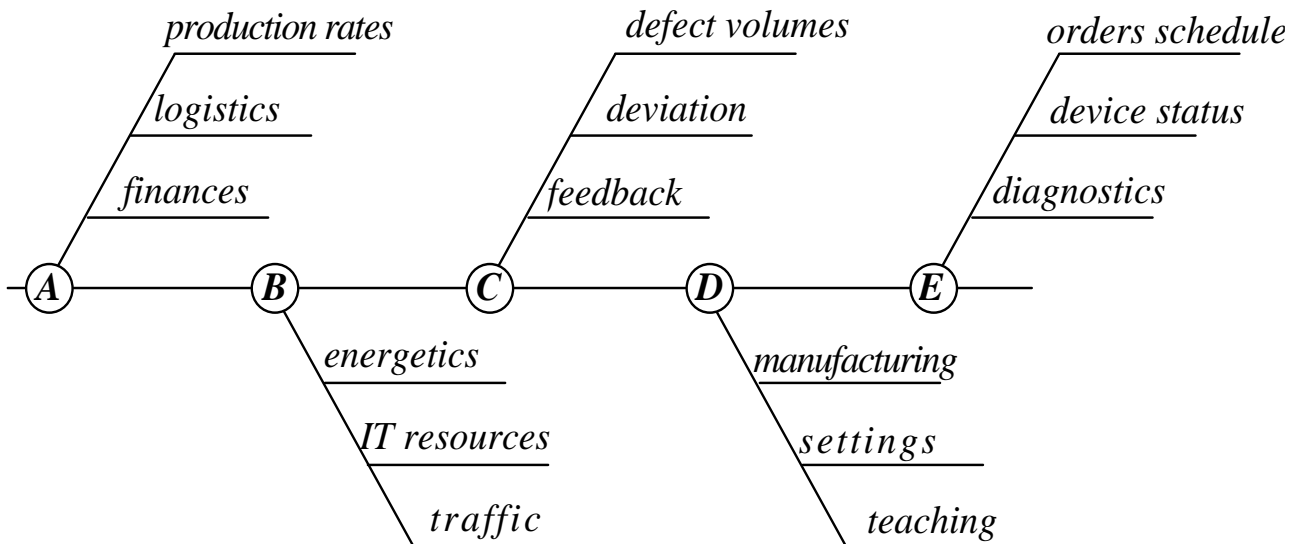 production rates
logistics
finances
defect volumes
deviation
feedback
orders schedule
device status
diagnostics
A
B
C
D
E
energetics
IT resources
traffic
manufacturing
settings
teaching